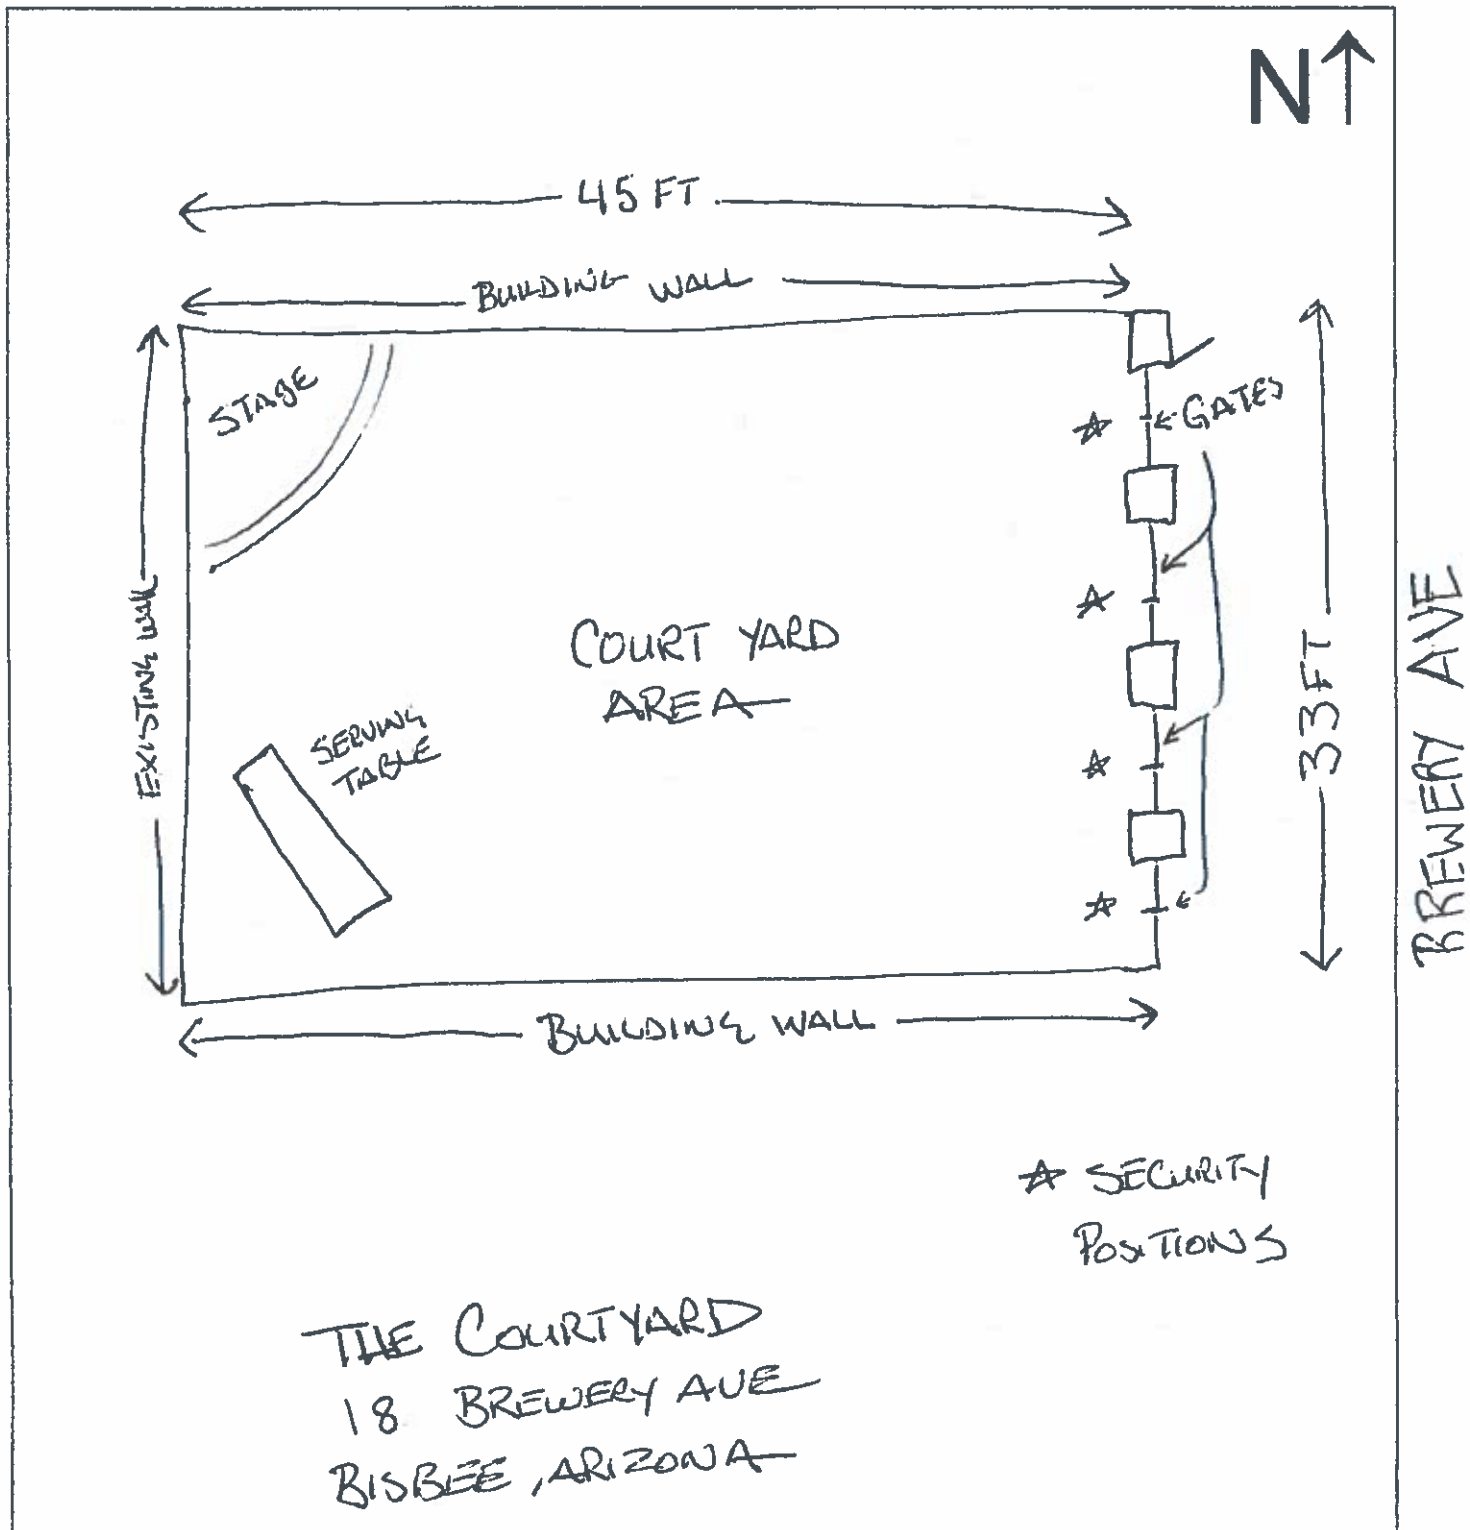 N
45 FT
BUILDING WALL
STAGE
GATES
EXISTING WALL
COURT YARD
AREA
SERVING
TABLE
33 FT
BREWERY AVE
BUILDING WALL
SECURITY
POSITIONS
THE COURTYARD
18 BREWERY AVE
BISBEE, ARIZONA